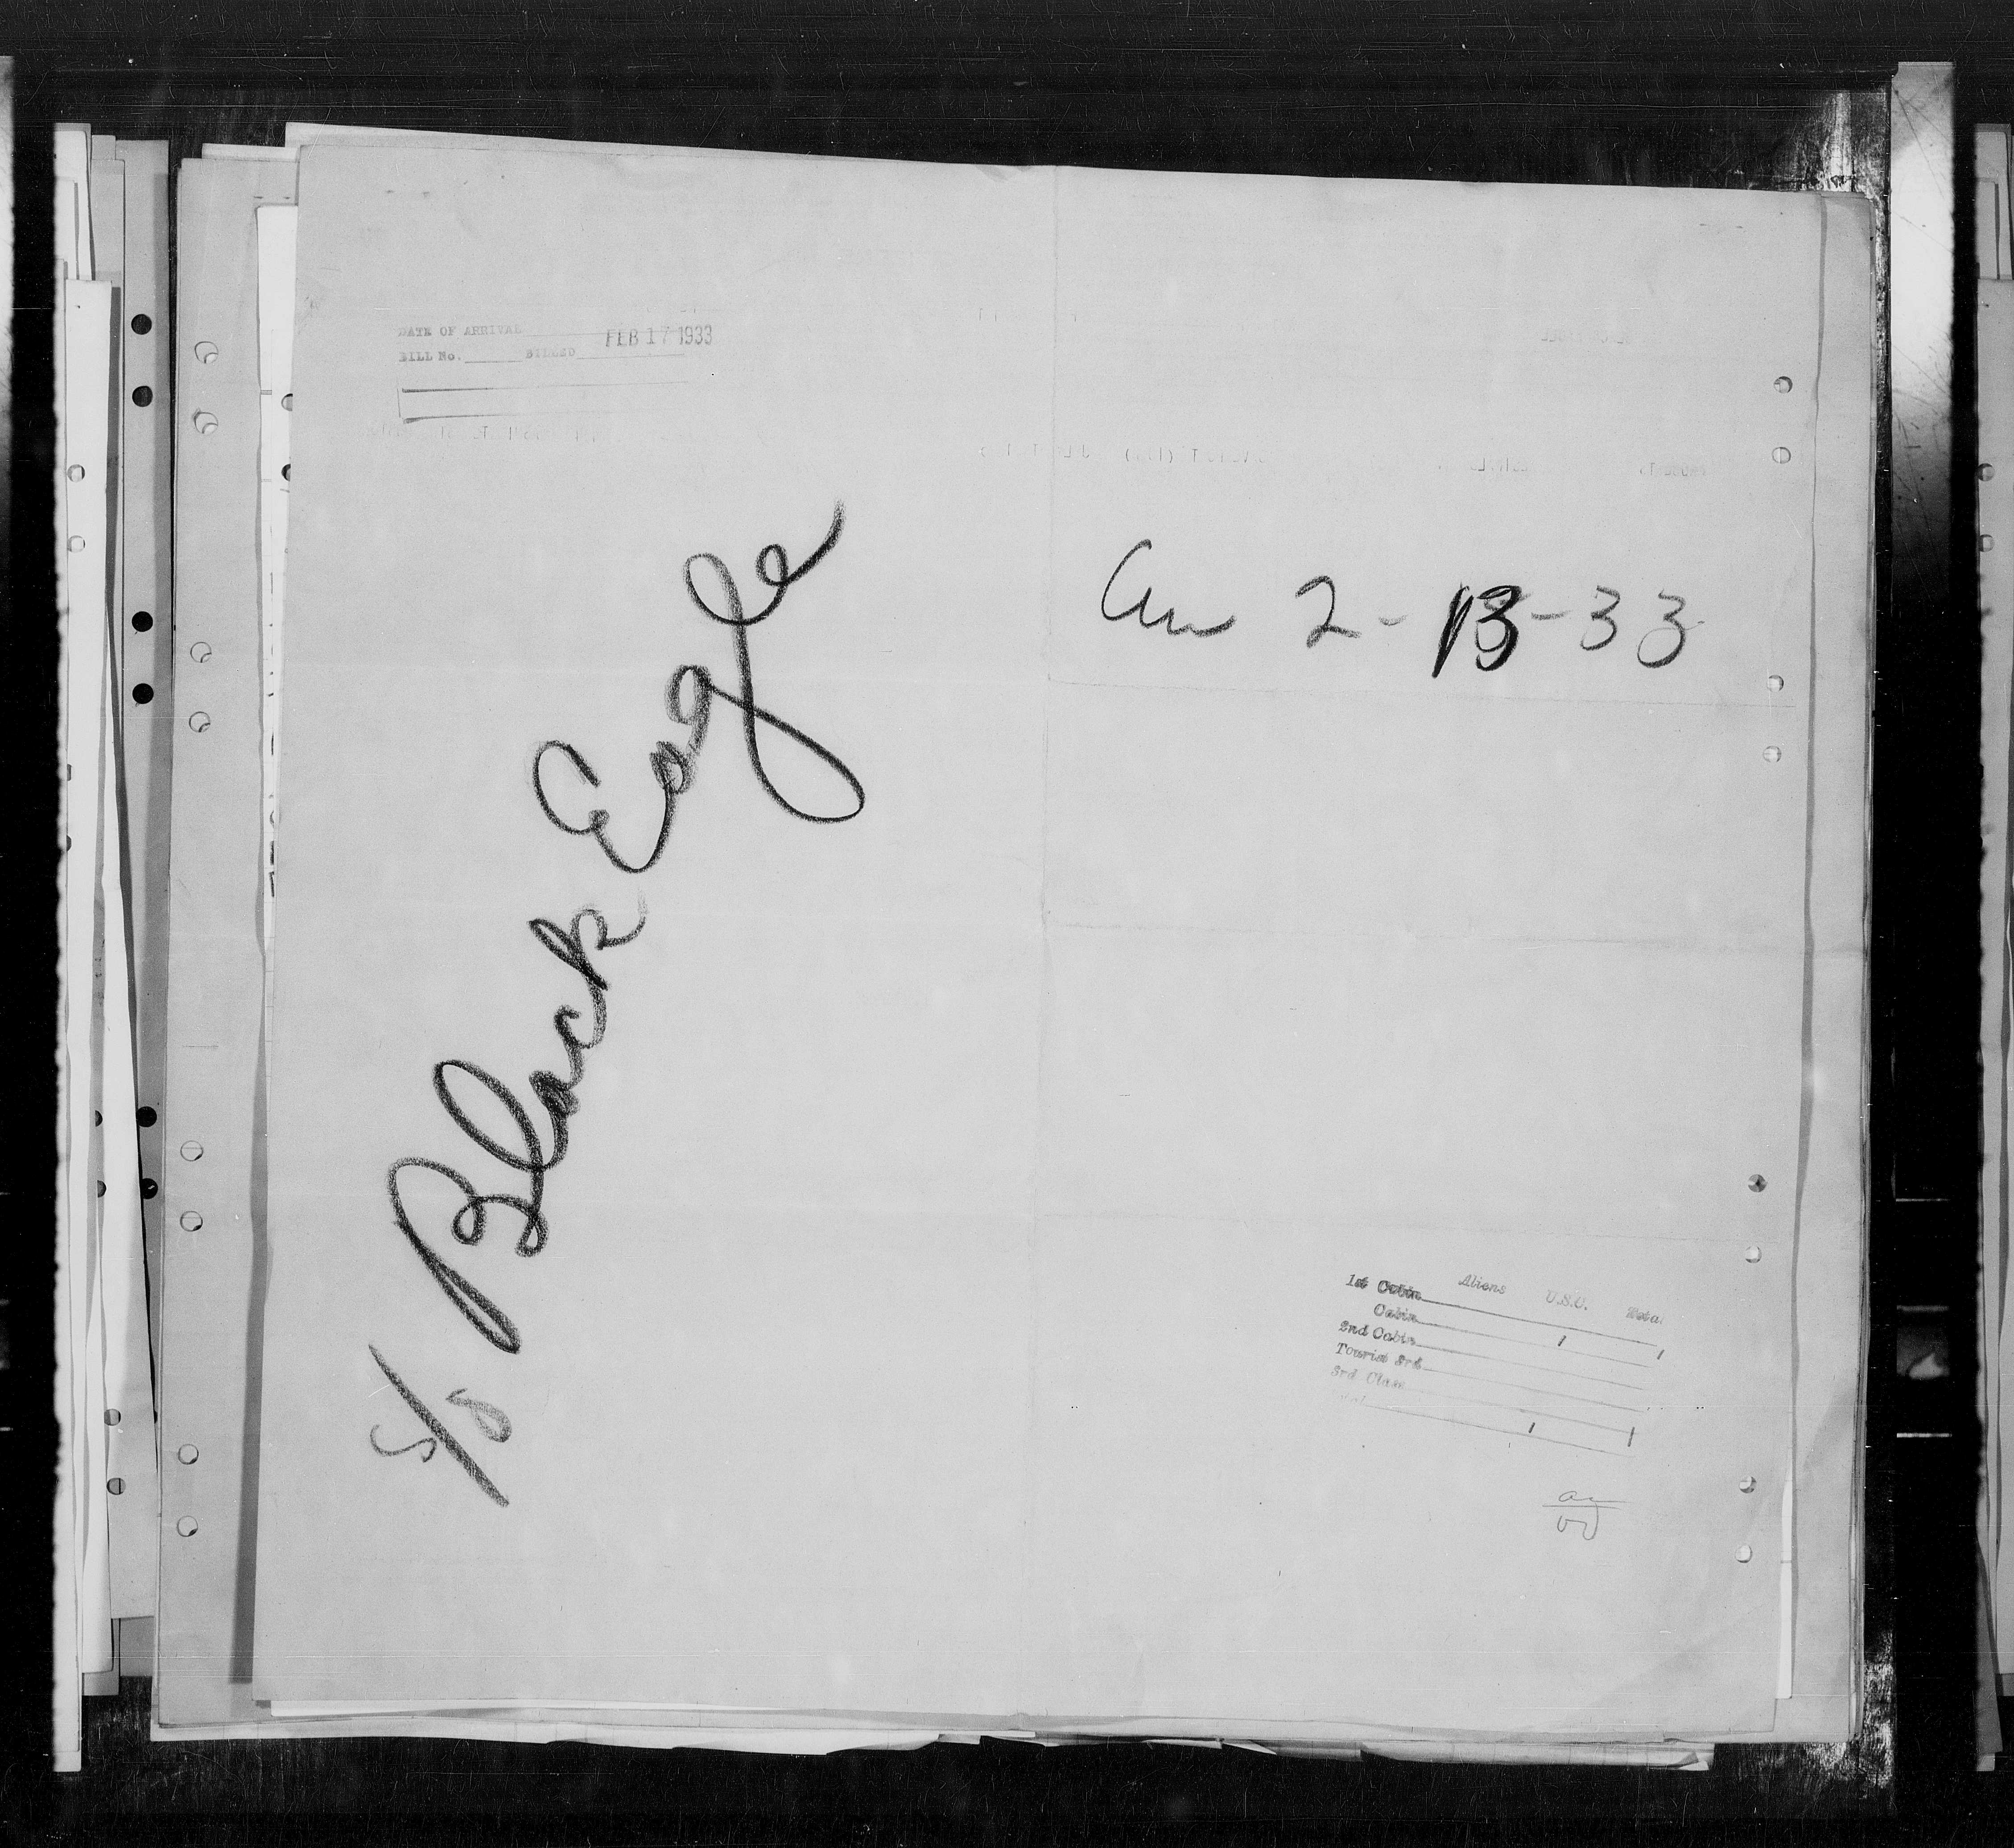 DATE OF ARRIVAL FEB 17 1933
BILL No. BILLED
S/S Black Eagle
Arr 2-13-33
Aliens U.S.C. Total
1st Cabin
Cabin 1 1
2nd Cabin
Tourist 3rd
3rd Class
1 1